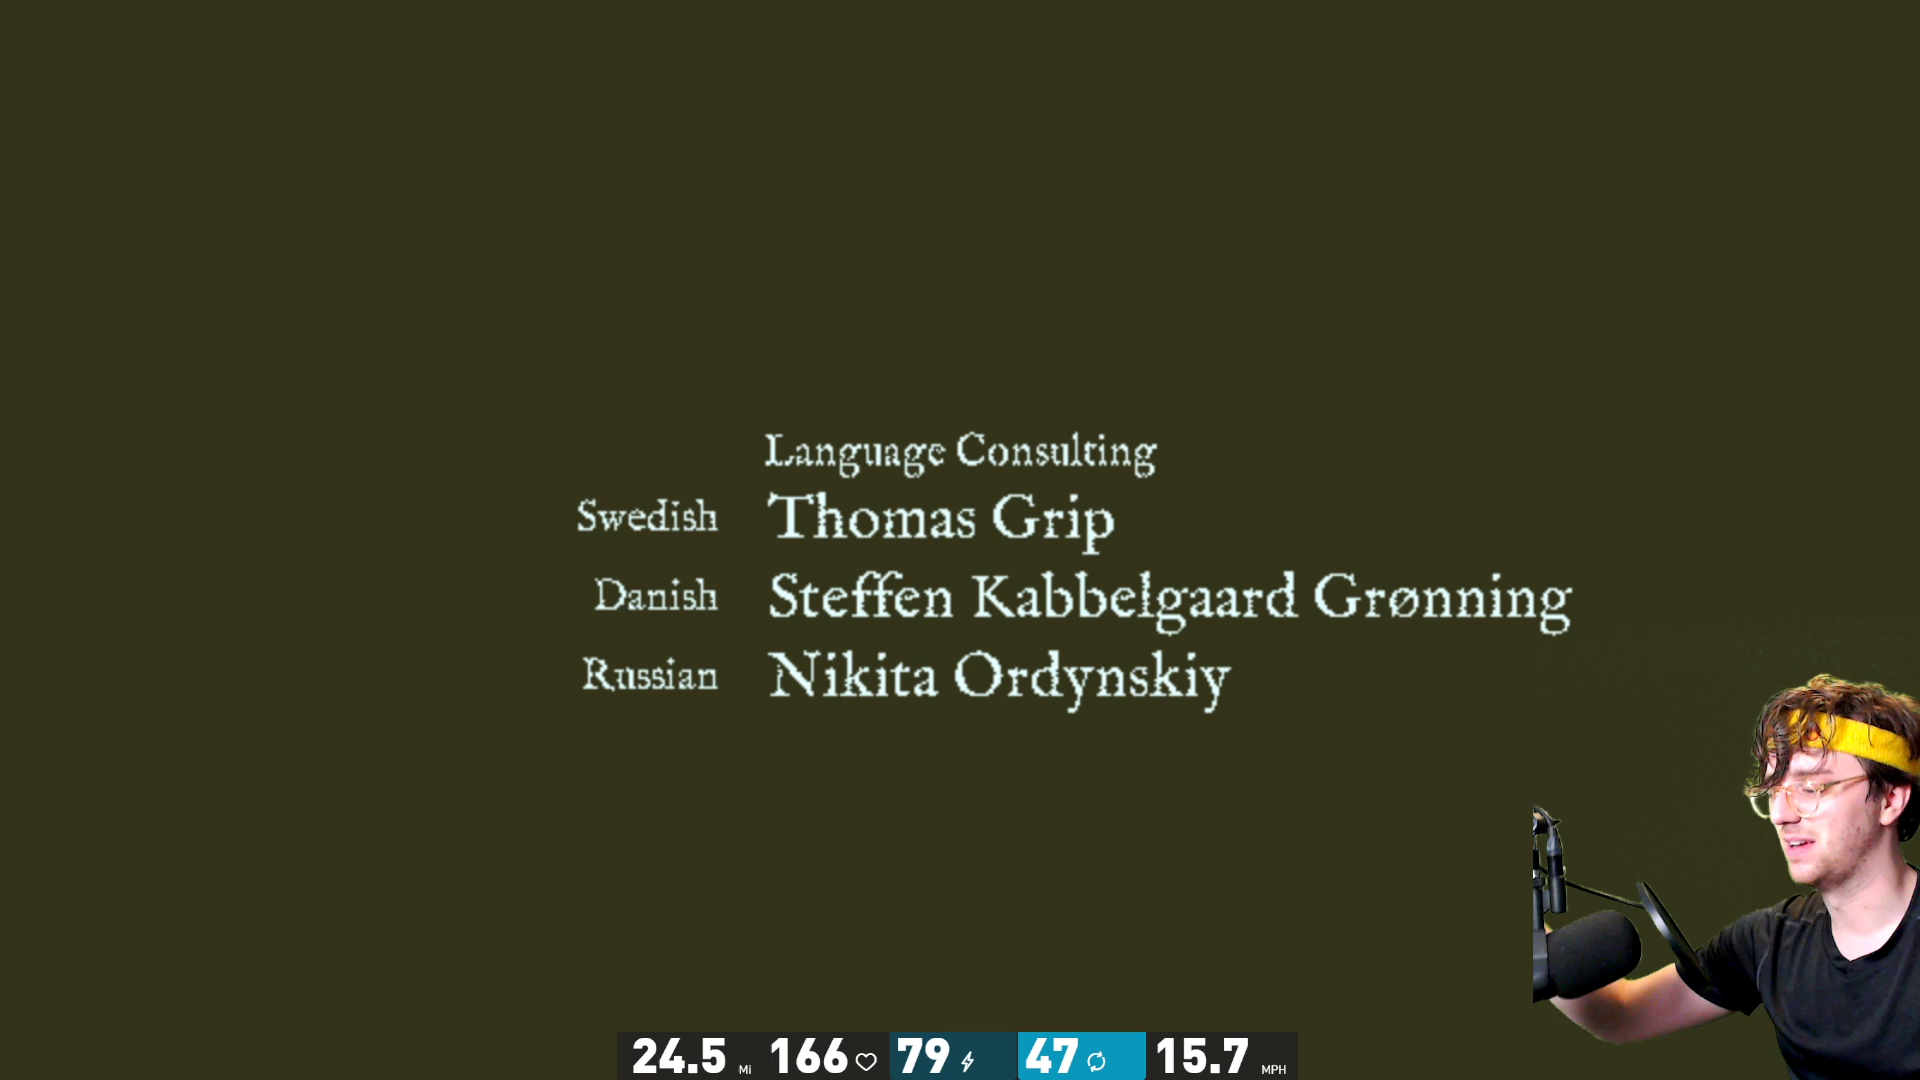 Language Consulting
Swedish Thomas Grip
Danish Steffen Kabbelgaard Grønning
Russian Nikita Ordynskiy
24.5 Mi 166 79 47 15.7 MPH